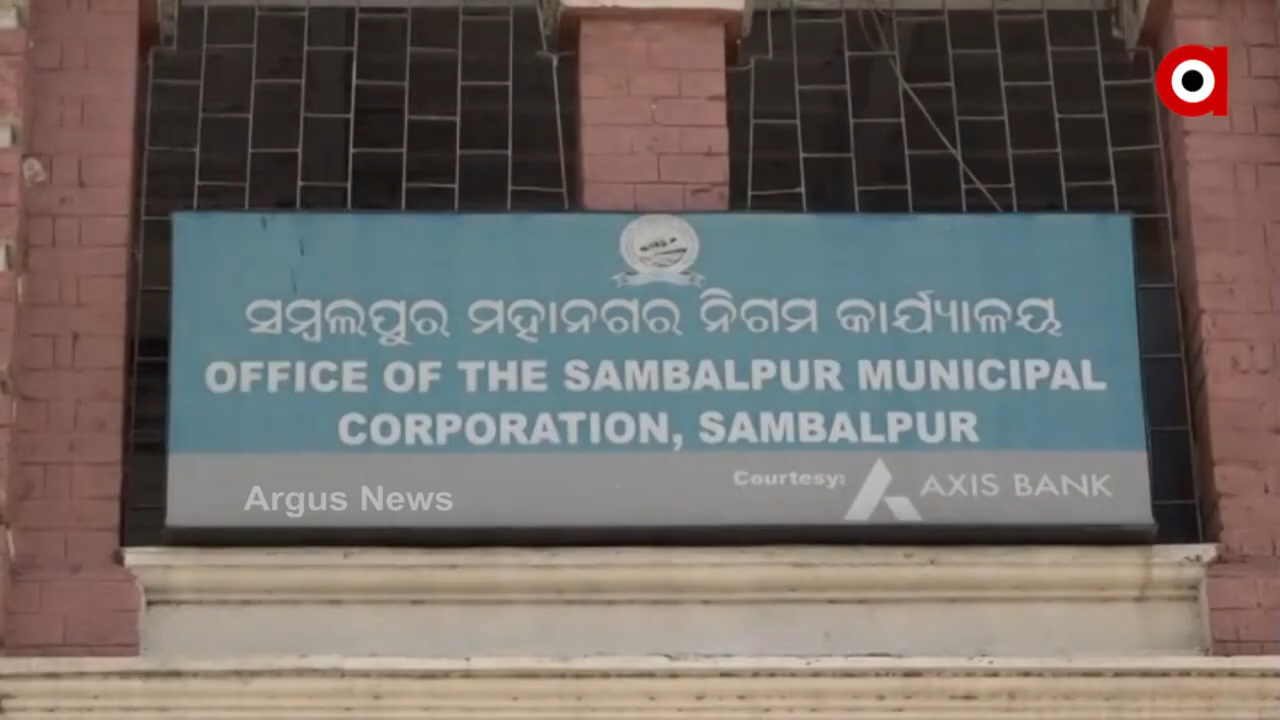 ସମ୍ବଲପୁର ମହାନଗର ନିଗମ କାର୍ଯ୍ୟାଳୟ
OFFICE OF THE SAMBALPUR MUNICIPAL
CORPORATION, SAMBALPUR
Courtesy: AXIS BANK
Argus News